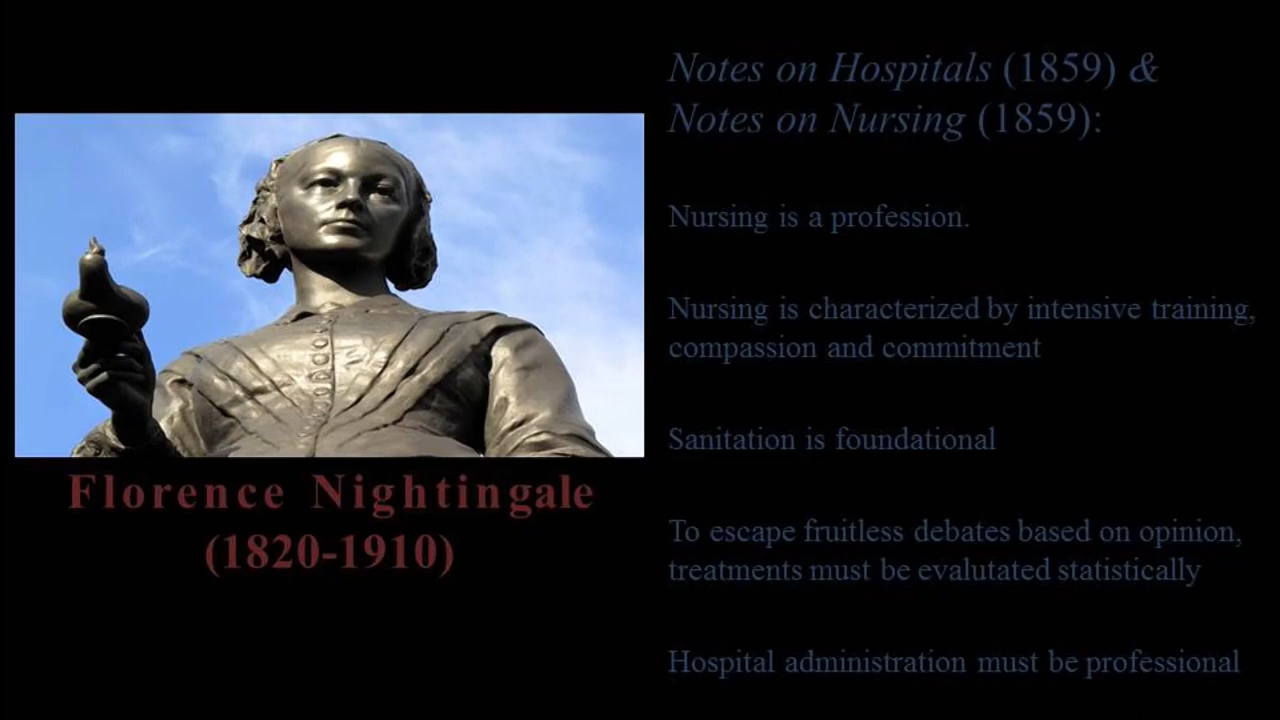 Notes on Hospitals (1859) &
Notes on Nursing (1859):
Nursing is a profession.
Nursing is characterized by intensive training,
compassion and commitment
Sanitation is foundational
To escape fruitless debates based on opinion,
treatments must be evalutated statistically
Hospital administration must be professional
Florence Nightingale
(1820-1910)